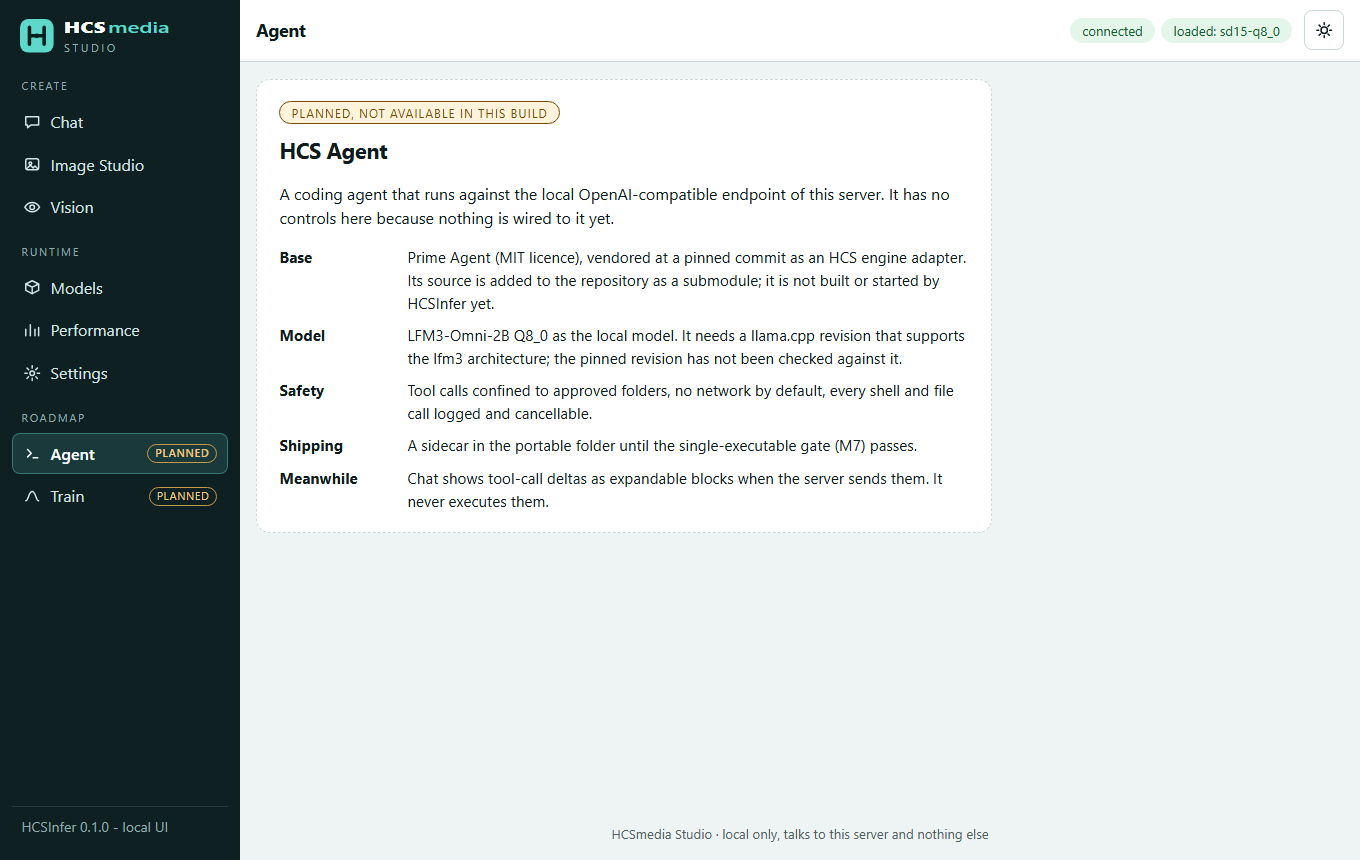 HCSmedia
STUDIO
CREATE
Chat
Image Studio
Vision
RUNTIME
Models
Performance
Settings
ROADMAP
Agent PLANNED
Train PLANNED
HCSInfer 0.1.0 - local UI
Agent
connected
loaded: sd15-q8_0
PLANNED, NOT AVAILABLE IN THIS BUILD
HCS Agent
A coding agent that runs against the local OpenAI-compatible endpoint of this server. It has no
controls here because nothing is wired to it yet.
Base
Prime Agent (MIT licence), vendored at a pinned commit as an HCS engine adapter.
Its source is added to the repository as a submodule; it is not built or started by
HCSInfer yet.
Model
LFM3-Omni-2B Q8_0 as the local model. It needs a llama.cpp revision that supports
the lfm3 architecture; the pinned revision has not been checked against it.
Safety
Tool calls confined to approved folders, no network by default, every shell and file
call logged and cancellable.
Shipping
A sidecar in the portable folder until the single-executable gate (M7) passes.
Meanwhile
Chat shows tool-call deltas as expandable blocks when the server sends them. It
never executes them.
HCSmedia Studio · local only, talks to this server and nothing else